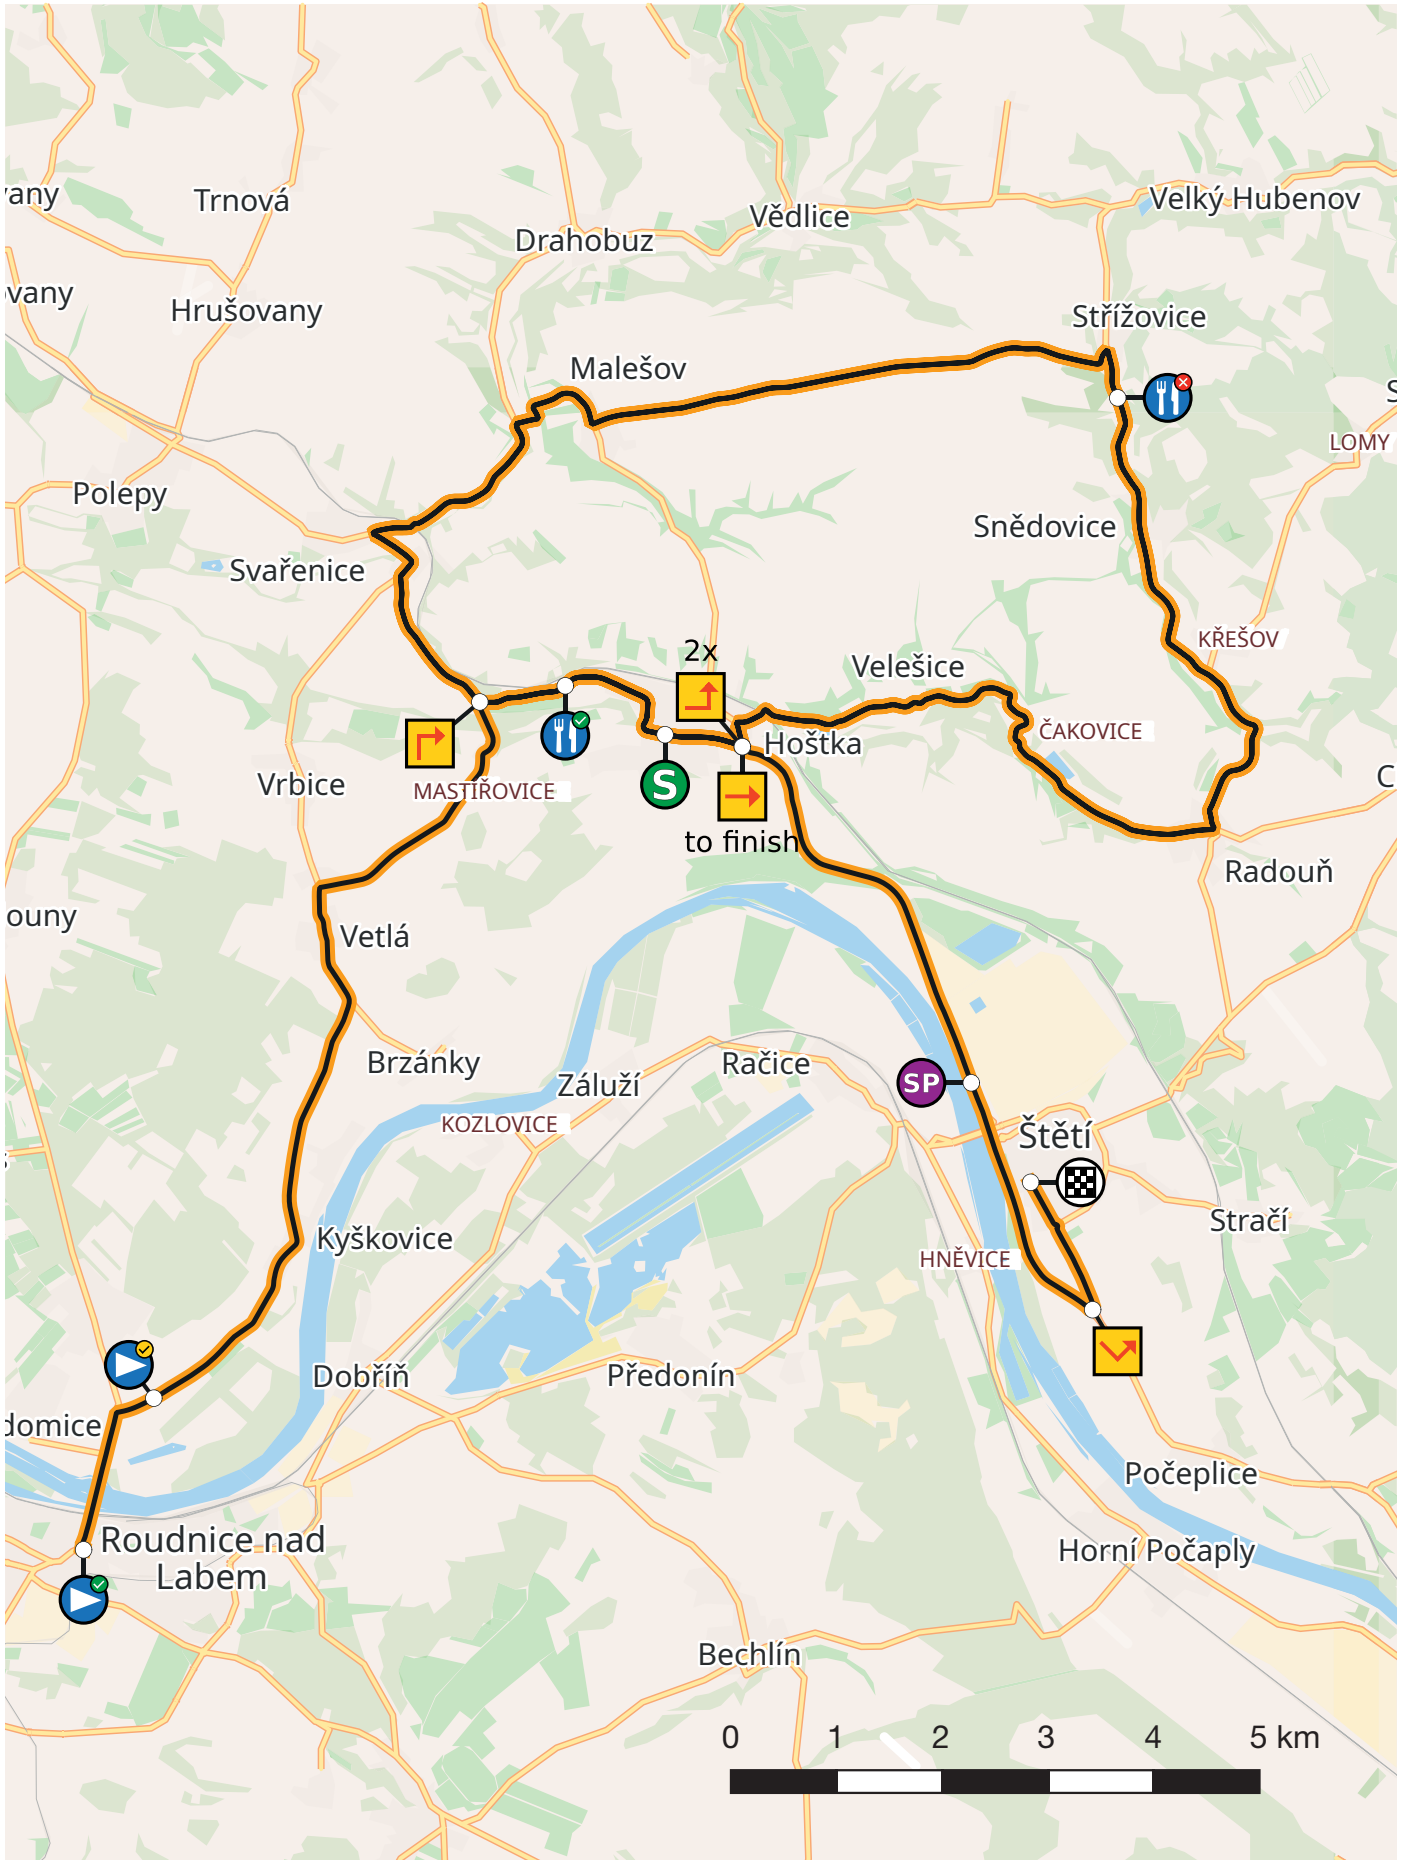 Trnová
Velký Hubenov
Vědlice
Drahobuz
Hrušovany
Střížovice
Malešov
LOMY
Polepy
Snědovice
Svařenice
KŘEŠOV
2x
Velešice
ČAKOVICE
Hoštka
Vrbice
MASTÍŘOVICE
S
to finish
Radouň
Vetlá
Brzánky
Račice
Záluží
SP
KOZLOVICE
Štětí
Stračí
Kyškovice
HNĚVICE
Dobříň
Předonín
Počeplice
Roudnice nad
Labem
Horní Počaply
Bechlín
0 1 2 3 4 5 km